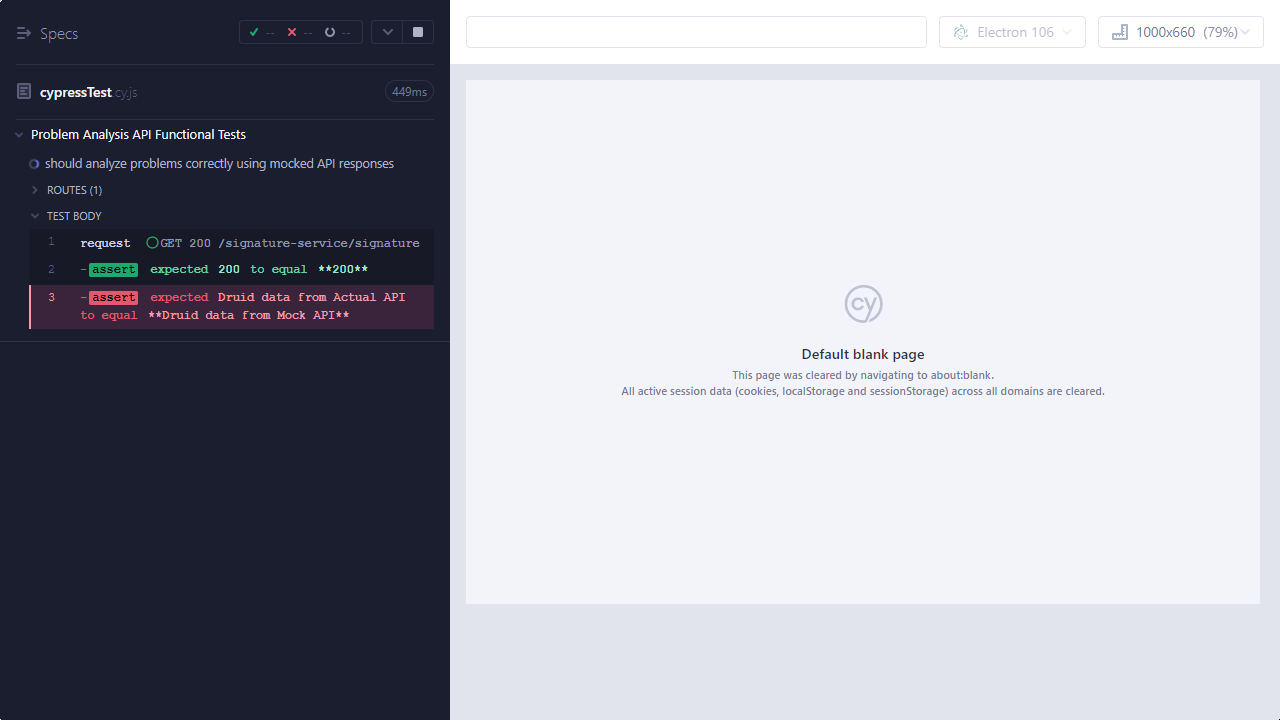 Specs
-- -- --
Electron 106
1000x660 (79%)
cypressTest.cy.js
449ms
Problem Analysis API Functional Tests
should analyze problems correctly using mocked API responses
ROUTES (1)
TEST BODY
1 request GET 200 /signature-service/signature
2 -assert expected 200 to equal **200**
3 -assert expected Druid data from Actual API
to equal **Druid data from Mock API**
cy
Default blank page
This page was cleared by navigating to about:blank.
All active session data (cookies, localStorage and sessionStorage) across all domains are cleared.